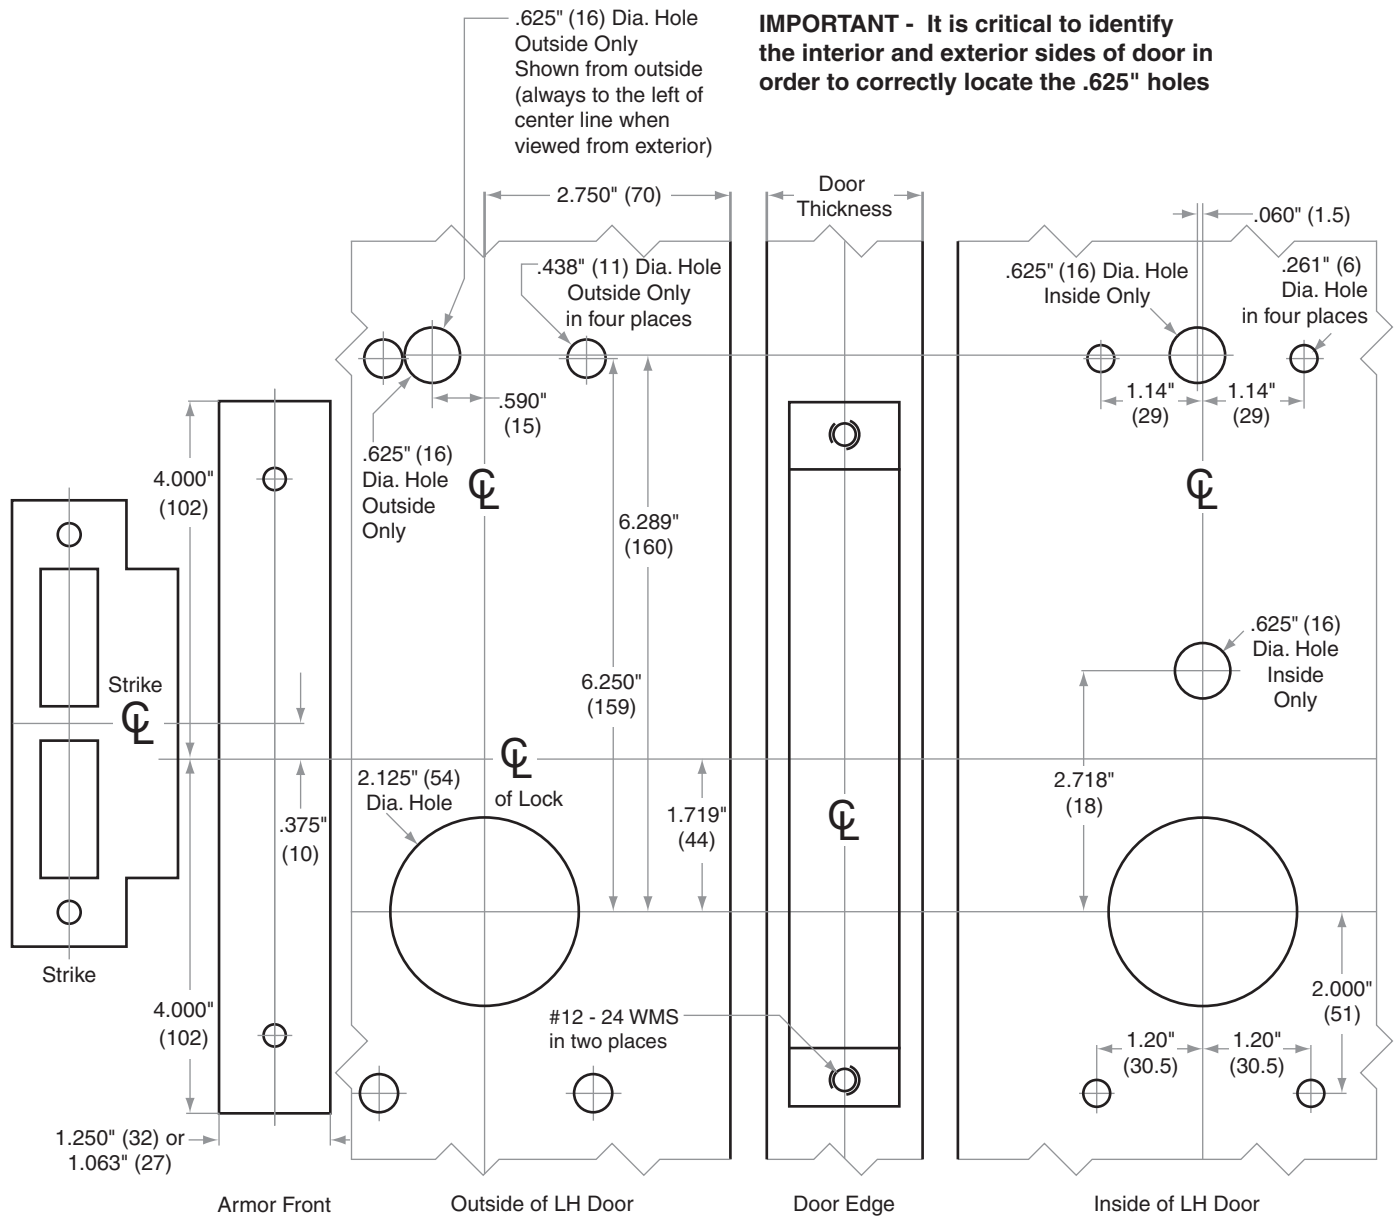 .625" (16) Dia. Hole
Outside Only
Shown from outside
(always to the left of
center line when
viewed from exterior)
IMPORTANT - It is critical to identify
the interior and exterior sides of door in
order to correctly locate the .625" holes
2.750" (70)
Door
Thickness
.060" (1.5)
.438" (11) Dia. Hole
Outside Only
in four places
.625" (16) Dia. Hole
Inside Only
.261" (6)
Dia. Hole
in four places
.590"
(15)
1.14"
(29)
1.14"
(29)
.625" (16)
Dia. Hole
Outside
Only
℄
℄
4.000"
(102)
6.289"
(160)
.625" (16)
Dia. Hole
Inside
Only
Strike
℄
6.250"
(159)
℄
of Lock
2.125" (54)
Dia. Hole
2.718"
(18)
.375"
(10)
1.719"
(44)
℄
Strike
4.000"
(102)
#12 - 24 WMS
in two places
2.000"
(51)
1.20"
(30.5)
1.20"
(30.5)
1.250" (32) or
1.063" (27)
Armor Front
Outside of LH Door
Door Edge
Inside of LH Door